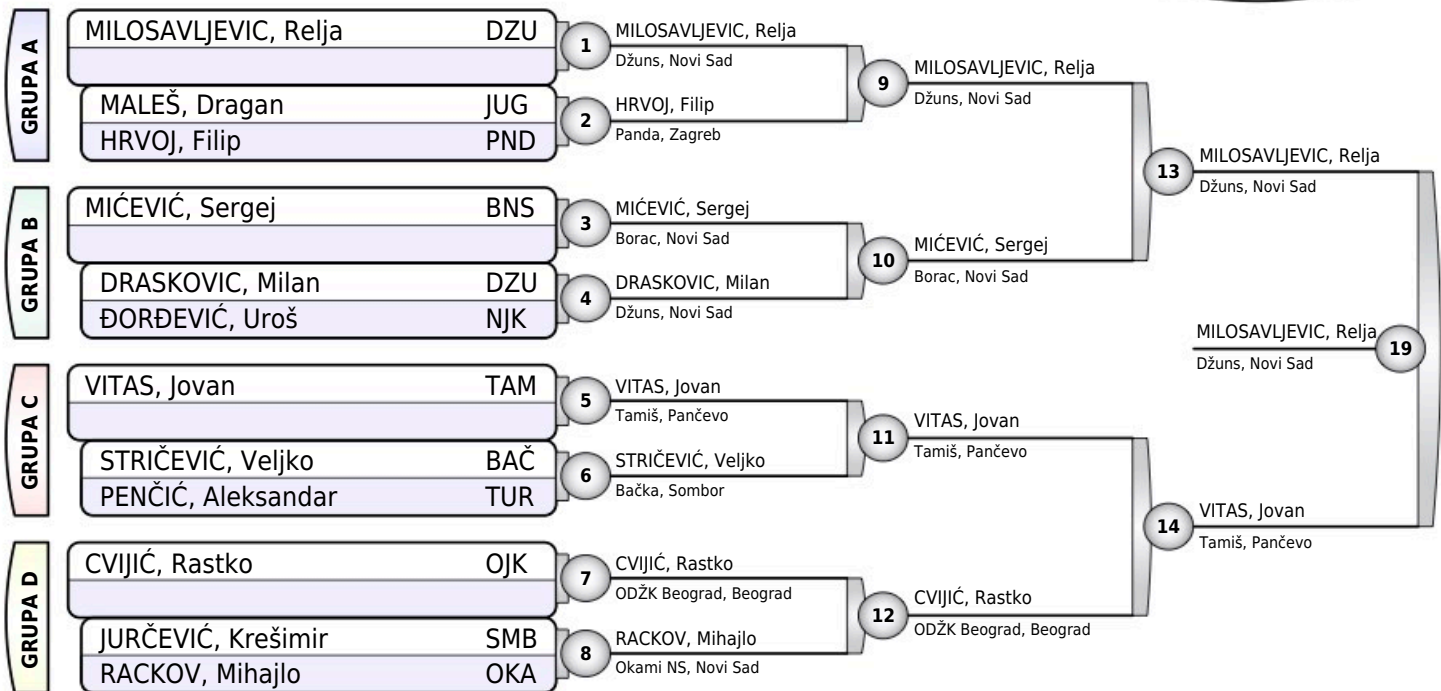 GRUPA A
MILOSAVLJEVIC, Relja DZU
MALEŠ, Dragan JUG
HRVOJ, Filip PND
1
MILOSAVLJEVIC, Relja
Džuns, Novi Sad
2
HRVOJ, Filip
Panda, Zagreb
9
MILOSAVLJEVIC, Relja
Džuns, Novi Sad
GRUPA B
MIĆEVIĆ, Sergej BNS
DRASKOVIC, Milan DZU
ĐORĐEVIĆ, Uroš NJK
3
MIĆEVIĆ, Sergej
Borac, Novi Sad
4
DRASKOVIC, Milan
Džuns, Novi Sad
10
MIĆEVIĆ, Sergej
Borac, Novi Sad
13
MILOSAVLJEVIC, Relja
Džuns, Novi Sad
GRUPA C
VITAS, Jovan TAM
STRIČEVIĆ, Veljko BAČ
PENČIĆ, Aleksandar TUR
5
VITAS, Jovan
Tamiš, Pančevo
6
STRIČEVIĆ, Veljko
Bačka, Sombor
11
VITAS, Jovan
Tamiš, Pančevo
GRUPA D
CVIJIĆ, Rastko OJK
JURČEVIĆ, Krešimir SMB
RACKOV, Mihajlo OKA
7
CVIJIĆ, Rastko
ODŽK Beograd, Beograd
8
RACKOV, Mihajlo
Okami NS, Novi Sad
12
CVIJIĆ, Rastko
ODŽK Beograd, Beograd
14
VITAS, Jovan
Tamiš, Pančevo
MILOSAVLJEVIC, Relja
Džuns, Novi Sad
19